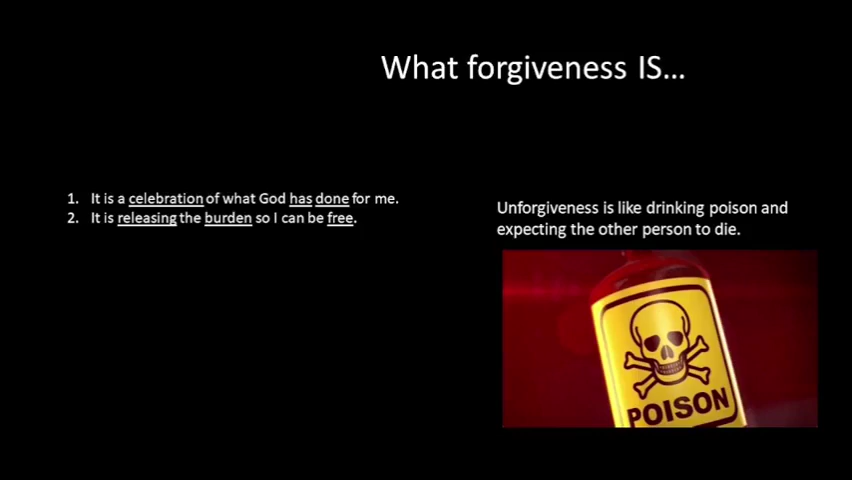 What forgiveness IS...
1. It is a celebration of what God has done for me.
2. It is releasing the burden so I can be free.
Unforgiveness is like drinking poison and
expecting the other person to die.
POISON